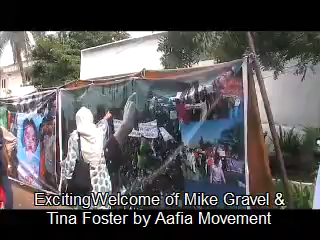 ExcitingWelcome of Mike Gravel &
Tina Foster by Aafia Movement